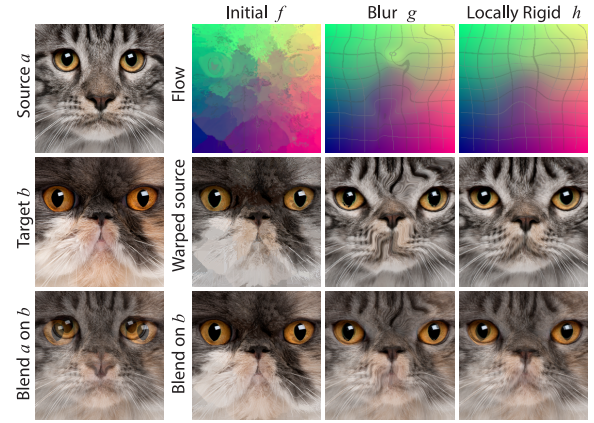 Initial f
Blur g
Locally Rigid h
Source a
Flow
Target b
Warped source
Blend a on b
Blend on b